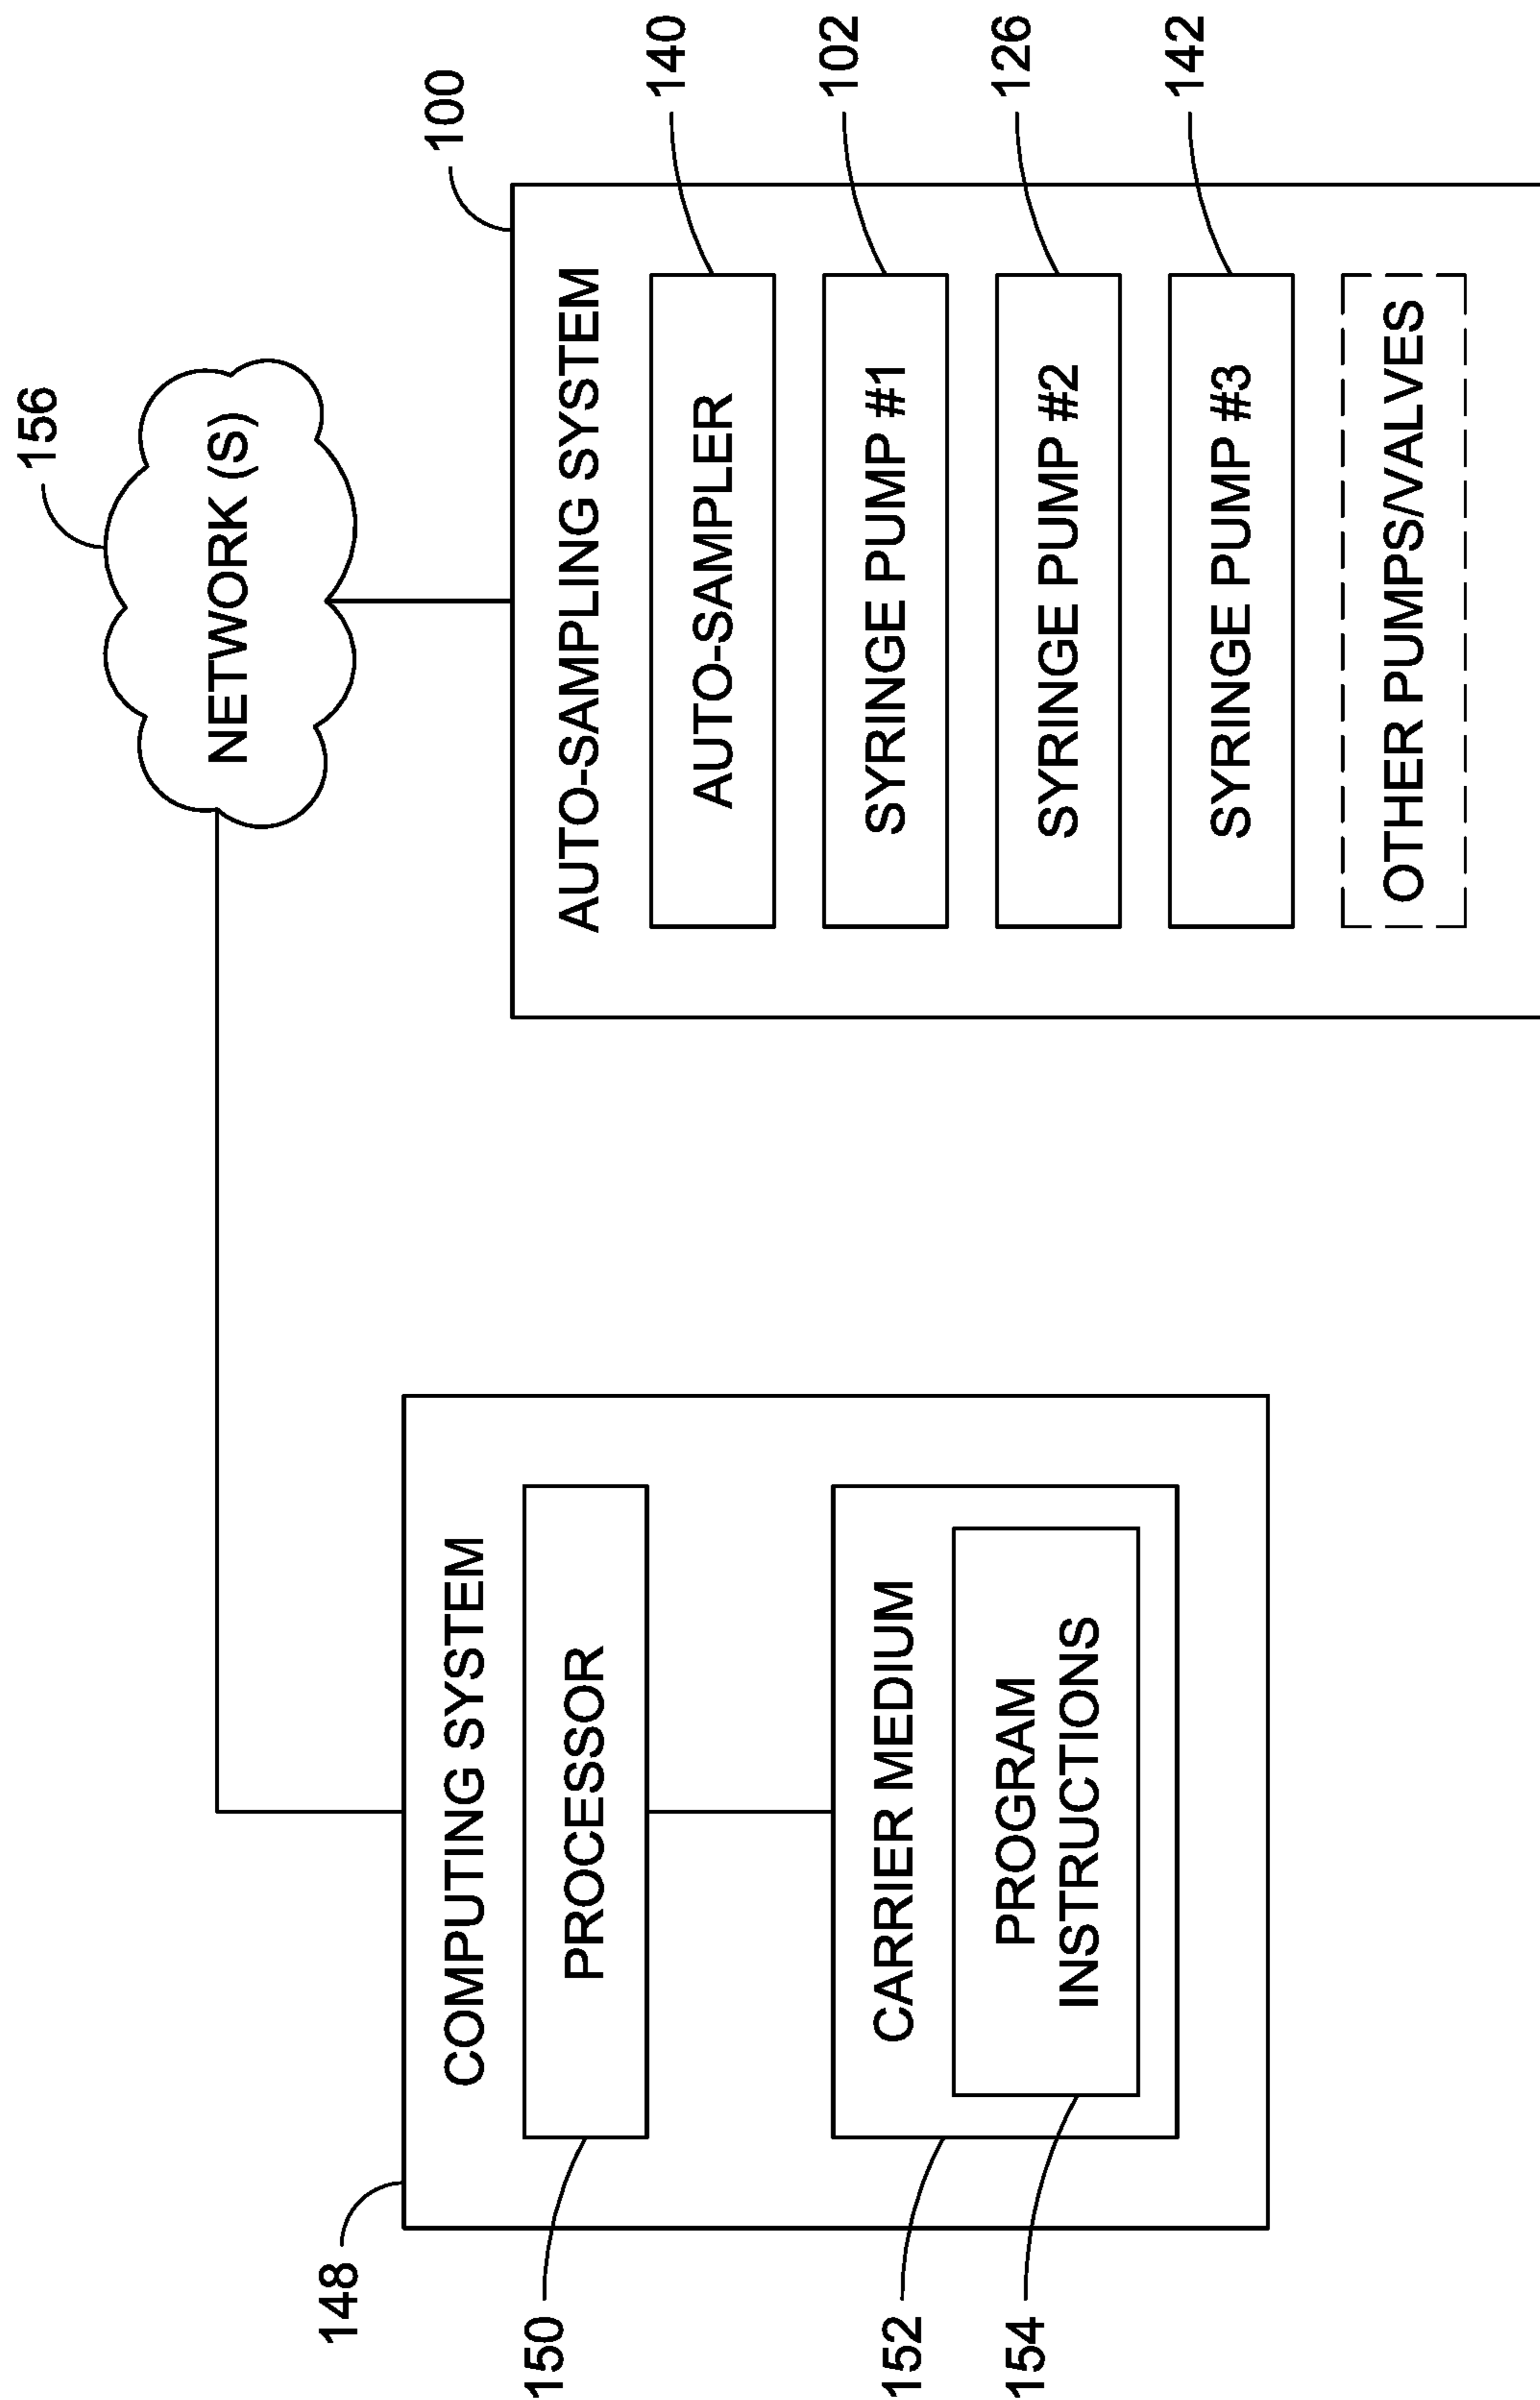 156
NETWORK (S)
148
COMPUTING SYSTEM
150
PROCESSOR
152
CARRIER MEDIUM
154
PROGRAM
INSTRUCTIONS
100
AUTO-SAMPLING SYSTEM
AUTO-SAMPLER
140
SYRINGE PUMP #1
102
SYRINGE PUMP #2
126
SYRINGE PUMP #3
142
OTHER PUMPS/VALVES